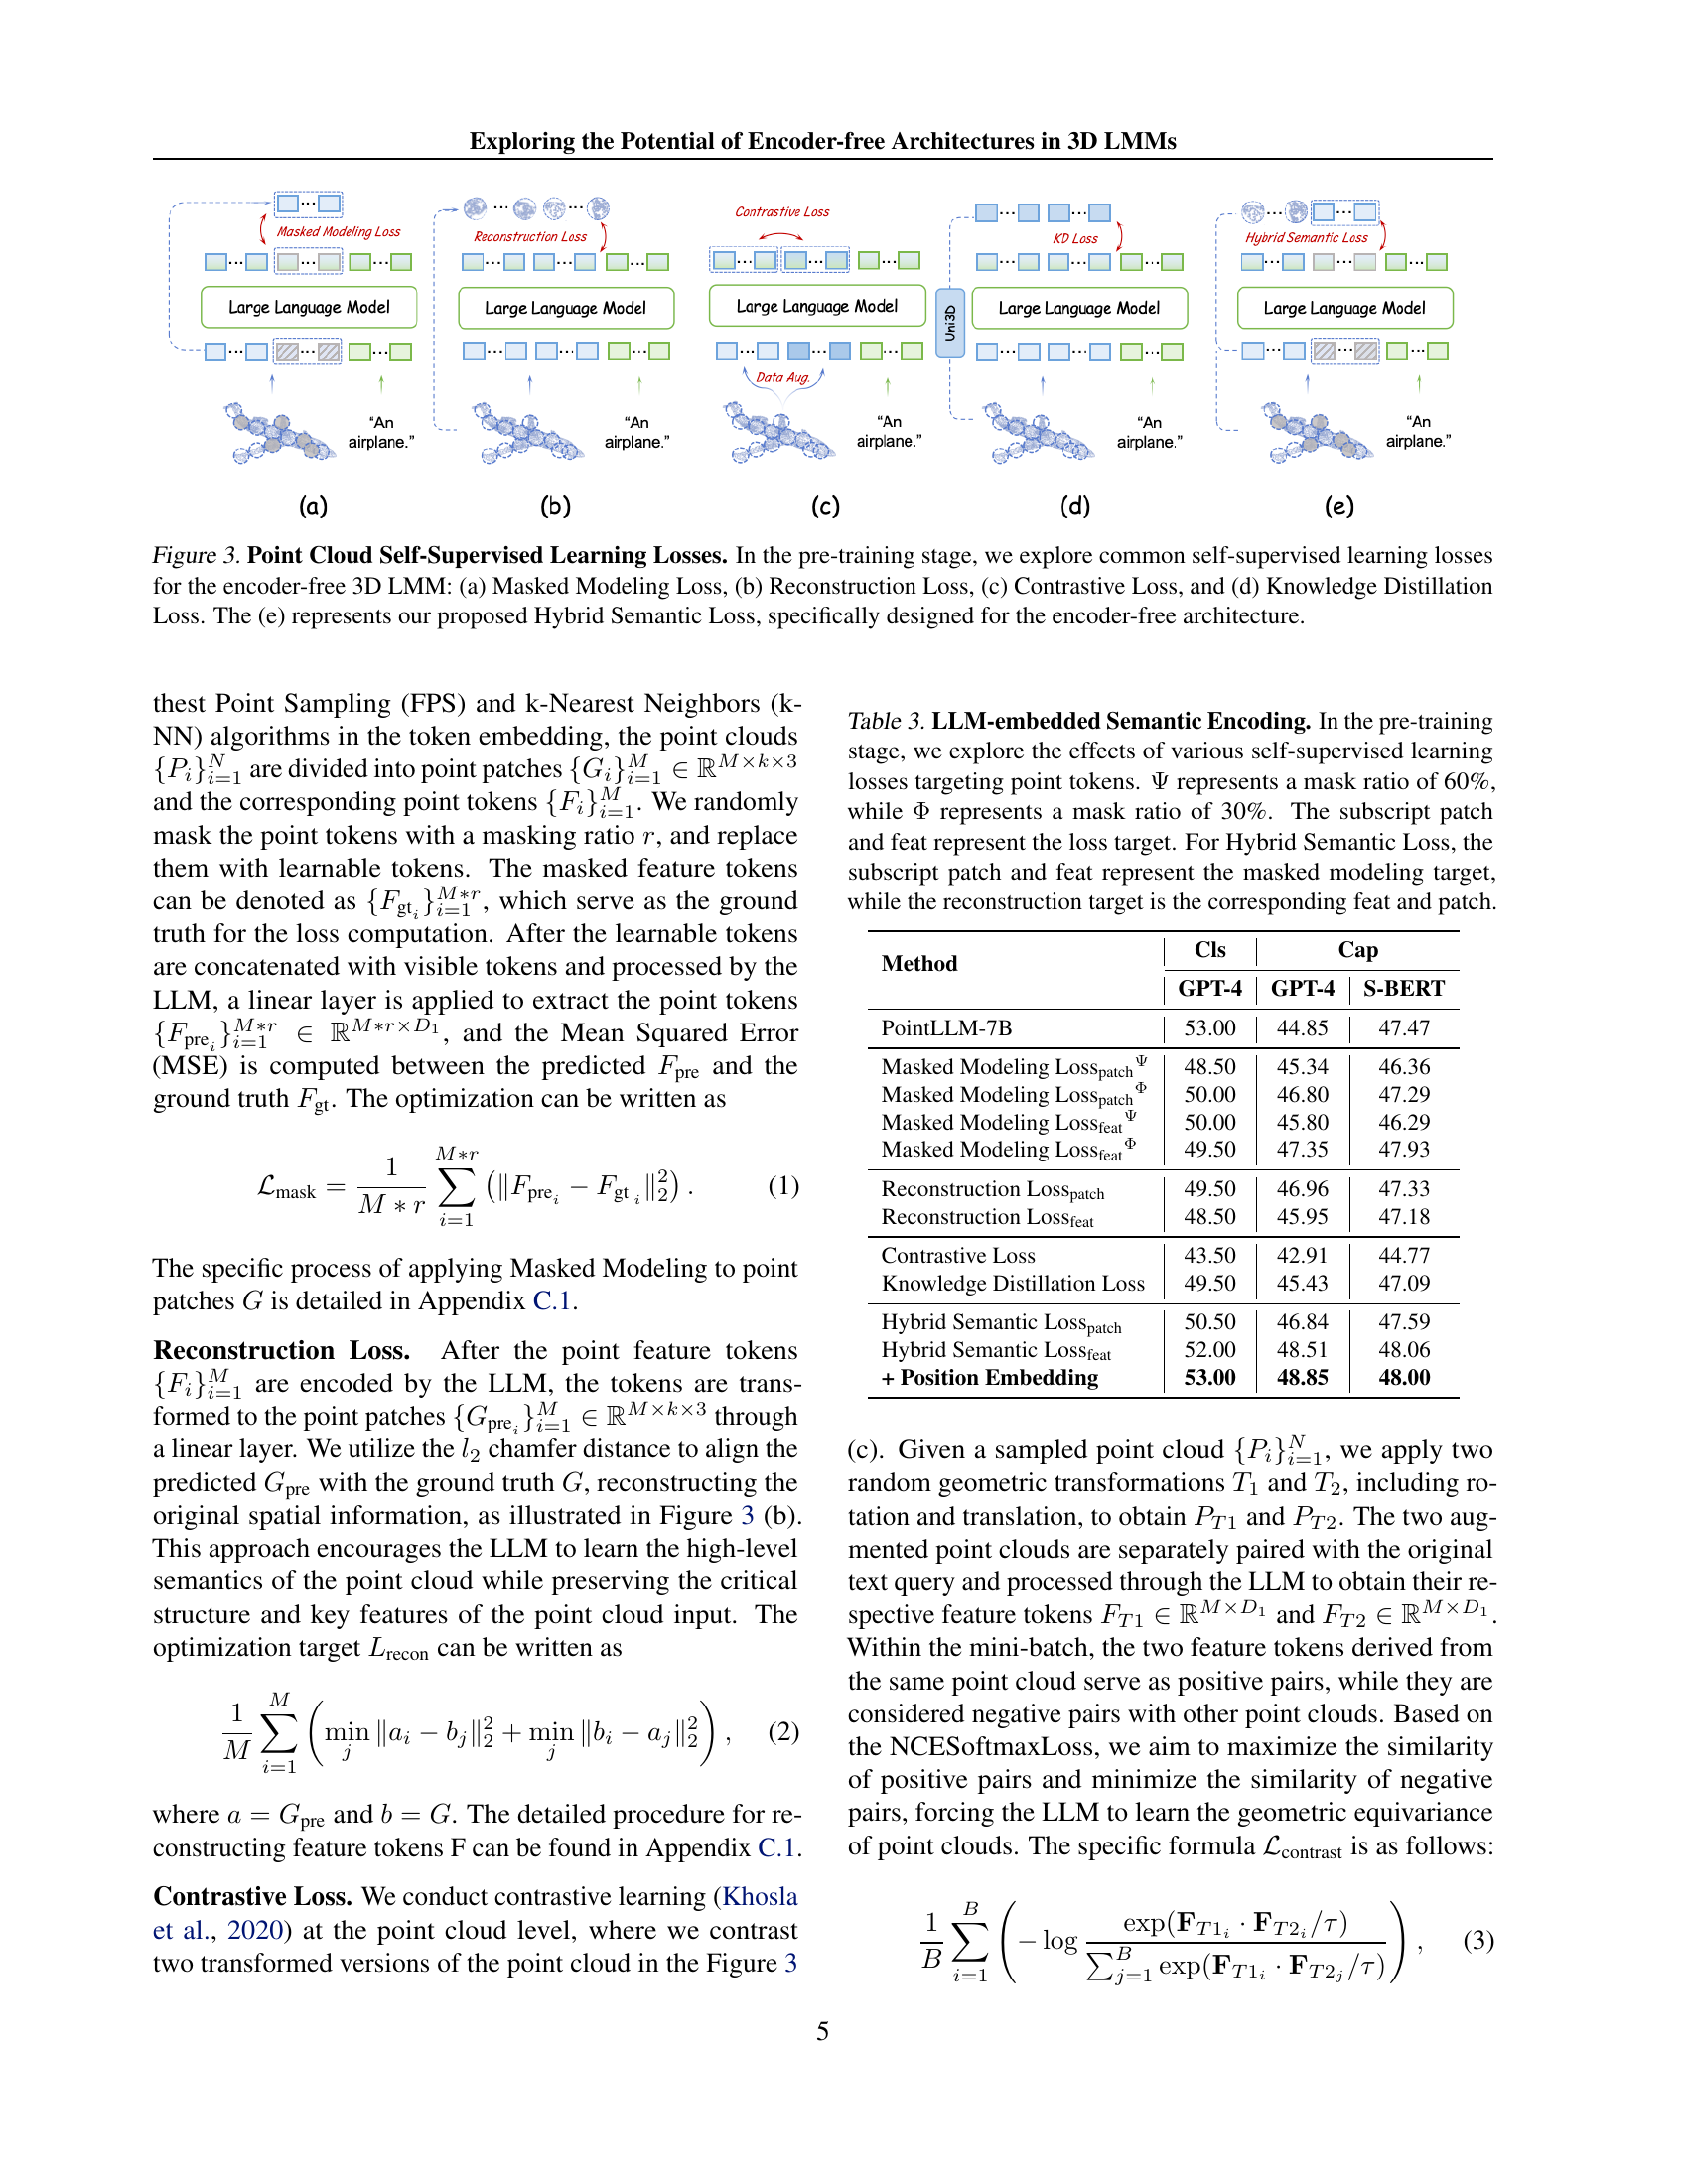 Exploring the Potential of Encoder-free Architectures in 3D LMMs
Masked Modeling Loss
Large Language Model
"An airplane."
(a)
Reconstruction Loss
Large Language Model
"An airplane."
(b)
Contrastive Loss
Large Language Model
Data Aug.
"An airplane."
(c)
Uni3D
KD Loss
Large Language Model
"An airplane."
(d)
Hybrid Semantic Loss
Large Language Model
"An airplane."
(e)
Figure 3. Point Cloud Self-Supervised Learning Losses. In the pre-training stage, we explore common self-supervised learning losses
for the encoder-free 3D LMM: (a) Masked Modeling Loss, (b) Reconstruction Loss, (c) Contrastive Loss, and (d) Knowledge Distillation
Loss. The (e) represents our proposed Hybrid Semantic Loss, specifically designed for the encoder-free architecture.
thest Point Sampling (FPS) and k-Nearest Neighbors (k-
NN) algorithms in the token embedding, the point clouds
$\{P_i\}_{i=1}^{N}$ are divided into point patches $\{G_i\}_{i=1}^{M} \in \mathbb{R}^{M \times k \times 3}$
and the corresponding point tokens $\{F_i\}_{i=1}^{M}$. We randomly
mask the point tokens with a masking ratio $r$, and replace
them with learnable tokens. The masked feature tokens
can be denoted as $\{F_{\text{gt}_i}\}_{i=1}^{M*r}$, which serve as the ground
truth for the loss computation. After the learnable tokens
are concatenated with visible tokens and processed by the
LLM, a linear layer is applied to extract the point tokens
$\{F_{\text{pre}_i}\}_{i=1}^{M*r} \in \mathbb{R}^{M*r \times D_1}$, and the Mean Squared Error
(MSE) is computed between the predicted $F_{\text{pre}}$ and the
ground truth $F_{\text{gt}}$. The optimization can be written as
$\mathcal{L}_{\text{mask}} = \frac{1}{M*r} \sum_{i=1}^{M*r} \left( \|F_{\text{pre}_i} - F_{\text{gt}\,_i}\|_2^2 \right).$ (1)
The specific process of applying Masked Modeling to point
patches $G$ is detailed in Appendix C.1.
Reconstruction Loss. After the point feature tokens
$\{F_i\}_{i=1}^{M}$ are encoded by the LLM, the tokens are trans-
formed to the point patches $\{G_{\text{pre}_i}\}_{i=1}^{M} \in \mathbb{R}^{M \times k \times 3}$ through
a linear layer. We utilize the $l_2$ chamfer distance to align the
predicted $G_{\text{pre}}$ with the ground truth $G$, reconstructing the
original spatial information, as illustrated in Figure 3 (b).
This approach encourages the LLM to learn the high-level
semantics of the point cloud while preserving the critical
structure and key features of the point cloud input. The
optimization target $L_{\text{recon}}$ can be written as
$\frac{1}{M} \sum_{i=1}^{M} \left( \min_j \|a_i - b_j\|_2^2 + \min_j \|b_i - a_j\|_2^2 \right),$ (2)
where $a = G_{\text{pre}}$ and $b = G$. The detailed procedure for re-
constructing feature tokens F can be found in Appendix C.1.
Contrastive Loss. We conduct contrastive learning (Khosla
et al., 2020) at the point cloud level, where we contrast
two transformed versions of the point cloud in the Figure 3
Table 3. LLM-embedded Semantic Encoding. In the pre-training
stage, we explore the effects of various self-supervised learning
losses targeting point tokens. Ψ represents a mask ratio of 60%,
while Φ represents a mask ratio of 30%. The subscript patch
and feat represent the loss target. For Hybrid Semantic Loss, the
subscript patch and feat represent the masked modeling target,
while the reconstruction target is the corresponding feat and patch.
Method Cls Cap
GPT-4 GPT-4 S-BERT
PointLLM-7B 53.00 44.85 47.47
Masked Modeling Loss$_{\text{patch}}$$^{\Psi}$ 48.50 45.34 46.36
Masked Modeling Loss$_{\text{patch}}$$^{\Phi}$ 50.00 46.80 47.29
Masked Modeling Loss$_{\text{feat}}$$^{\Psi}$ 50.00 45.80 46.29
Masked Modeling Loss$_{\text{feat}}$$^{\Phi}$ 49.50 47.35 47.93
Reconstruction Loss$_{\text{patch}}$ 49.50 46.96 47.33
Reconstruction Loss$_{\text{feat}}$ 48.50 45.95 47.18
Contrastive Loss 43.50 42.91 44.77
Knowledge Distillation Loss 49.50 45.43 47.09
Hybrid Semantic Loss$_{\text{patch}}$ 50.50 46.84 47.59
Hybrid Semantic Loss$_{\text{feat}}$ 52.00 48.51 48.06
+ Position Embedding 53.00 48.85 48.00
(c). Given a sampled point cloud $\{P_i\}_{i=1}^{N}$, we apply two
random geometric transformations $T_1$ and $T_2$, including ro-
tation and translation, to obtain $P_{T1}$ and $P_{T2}$. The two aug-
mented point clouds are separately paired with the original
text query and processed through the LLM to obtain their re-
spective feature tokens $F_{T1} \in \mathbb{R}^{M \times D_1}$ and $F_{T2} \in \mathbb{R}^{M \times D_1}$.
Within the mini-batch, the two feature tokens derived from
the same point cloud serve as positive pairs, while they are
considered negative pairs with other point clouds. Based on
the NCESoftmaxLoss, we aim to maximize the similarity
of positive pairs and minimize the similarity of negative
pairs, forcing the LLM to learn the geometric equivariance
of point clouds. The specific formula $\mathcal{L}_{\text{contrast}}$ is as follows:
$\frac{1}{B} \sum_{i=1}^{B} \left( -\log \frac{\exp(\mathbf{F}_{T1_i} \cdot \mathbf{F}_{T2_i}/\tau)}{\sum_{j=1}^{B} \exp(\mathbf{F}_{T1_i} \cdot \mathbf{F}_{T2_j}/\tau)} \right),$ (3)
5